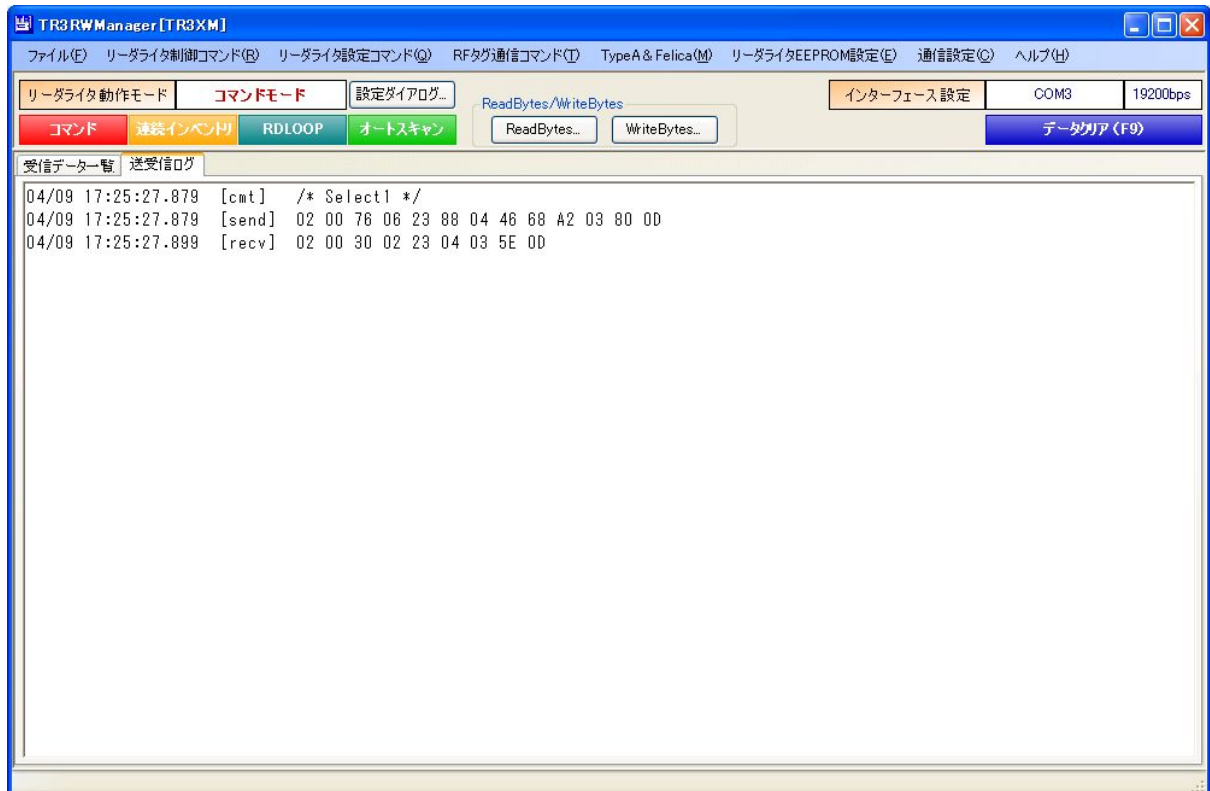 TR3RWManager[TR3XM]
ファイル(F) リーダライタ制御コマンド(R) リーダライタ設定コマンド(Q) RFタグ通信コマンド(T) TypeA&Felica(M) リーダライタEEPROM設定(E) 通信設定(C) ヘルプ(H)
リーダライタ動作モード コマンドモード 設定ダイアログ... ReadBytes/WriteBytes インターフェース設定 COM3 19200bps
コマンド 連続インベントリ RDLOOP オートスキャン ReadBytes... WriteBytes... データクリア(F9)
受信データ一覧 送受信ログ
04/09 17:25:27.879 [cmt] /* Select1 */
04/09 17:25:27.879 [send] 02 00 76 06 23 88 04 46 68 A2 03 80 0D
04/09 17:25:27.899 [recv] 02 00 30 02 23 04 03 5E 0D